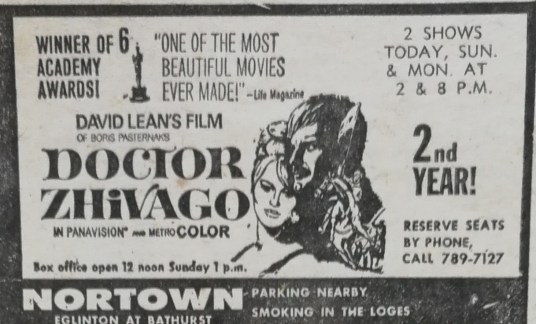 WINNER OF 6
ACADEMY
AWARDS!
"ONE OF THE MOST
BEAUTIFUL MOVIES
EVER MADE!" –Life Magazine
2 SHOWS
TODAY, SUN.
& MON. AT
2 & 8 P.M.
DAVID LEAN'S FILM
OF BORIS PASTERNAK'S
DOCTOR
ZHIVAGO
IN PANAVISION® AND METROCOLOR
2nd
YEAR!
RESERVE SEATS
BY PHONE,
CALL 789-7127
Box office open 12 noon Sunday 1 p.m.
NORTOWN
EGLINTON AT BATHURST
PARKING NEARBY
SMOKING IN THE LOGES